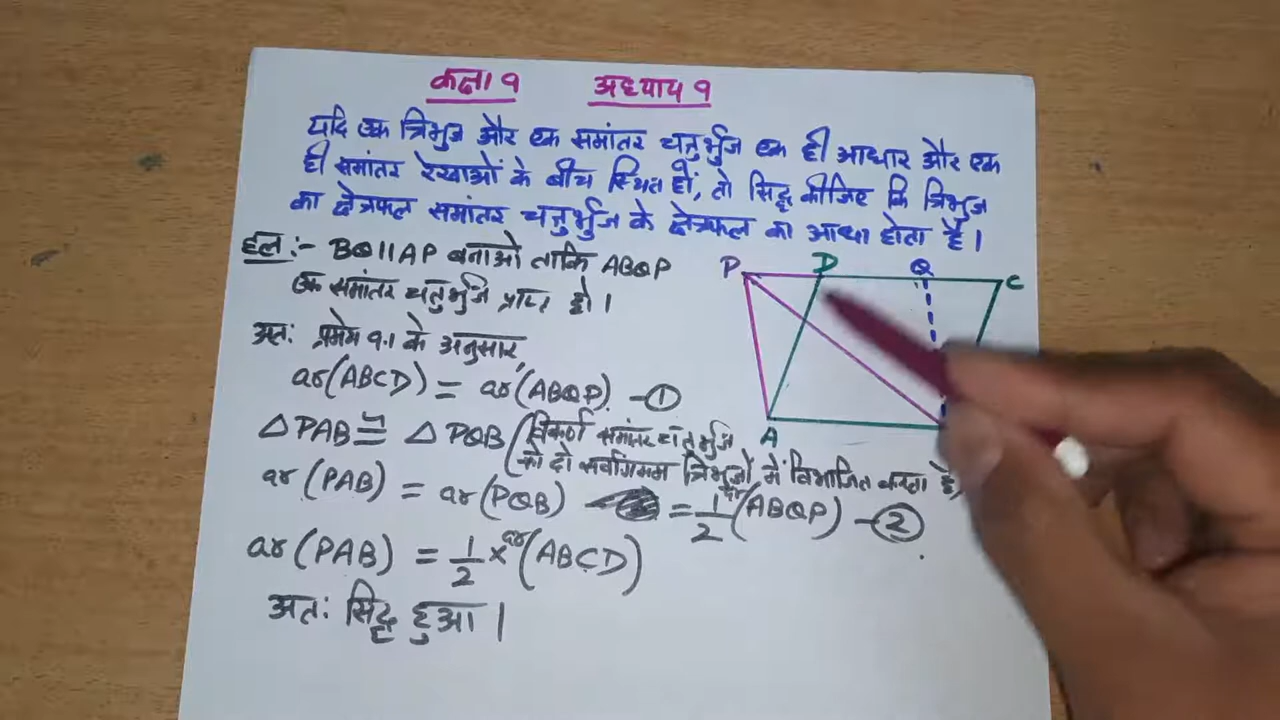 कक्षा 9 अध्याय 9
यदि एक त्रिभुज और एक समांतर चतुर्भुज एक ही आधार और एक
ही समांतर रेखाओं के बीच स्थित हों, तो सिद्ध कीजिए कि त्रिभुज
का क्षेत्रफल समांतर चतुर्भुज के क्षेत्रफल का आधा होता है।
हल:- BQ||AP बनाओ ताकि ABQP
एक समांतर चतुर्भुज प्राप्त हो।
अतः प्रमेय 9.1 के अनुसार,
ar(ABCD) = ar(ABQP) - ①
△PAB ≅ △PQB (विकर्ण समांतर चतुर्भुज
को दो सर्वांगसम त्रिभुजों में विभाजित करता है)
ar(PAB) = ar(PQB) = 1/2 ar(ABQP) - ②
ar(PAB) = 1/2 × ar(ABCD)
अतः सिद्ध हुआ।
P D Q C
A